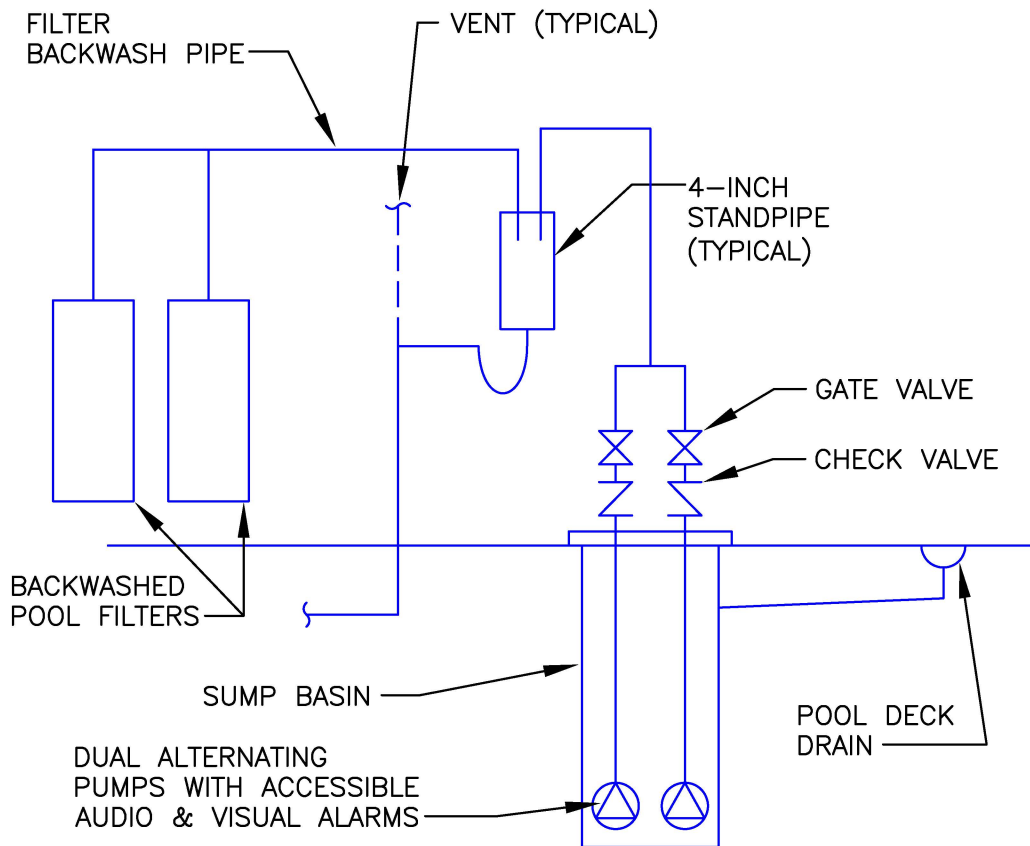 FILTER
BACKWASH PIPE
VENT (TYPICAL)
4-INCH
STANDPIPE
(TYPICAL)
GATE VALVE
CHECK VALVE
BACKWASHED
POOL FILTERS
SUMP BASIN
POOL DECK
DRAIN
DUAL ALTERNATING
PUMPS WITH ACCESSIBLE
AUDIO & VISUAL ALARMS